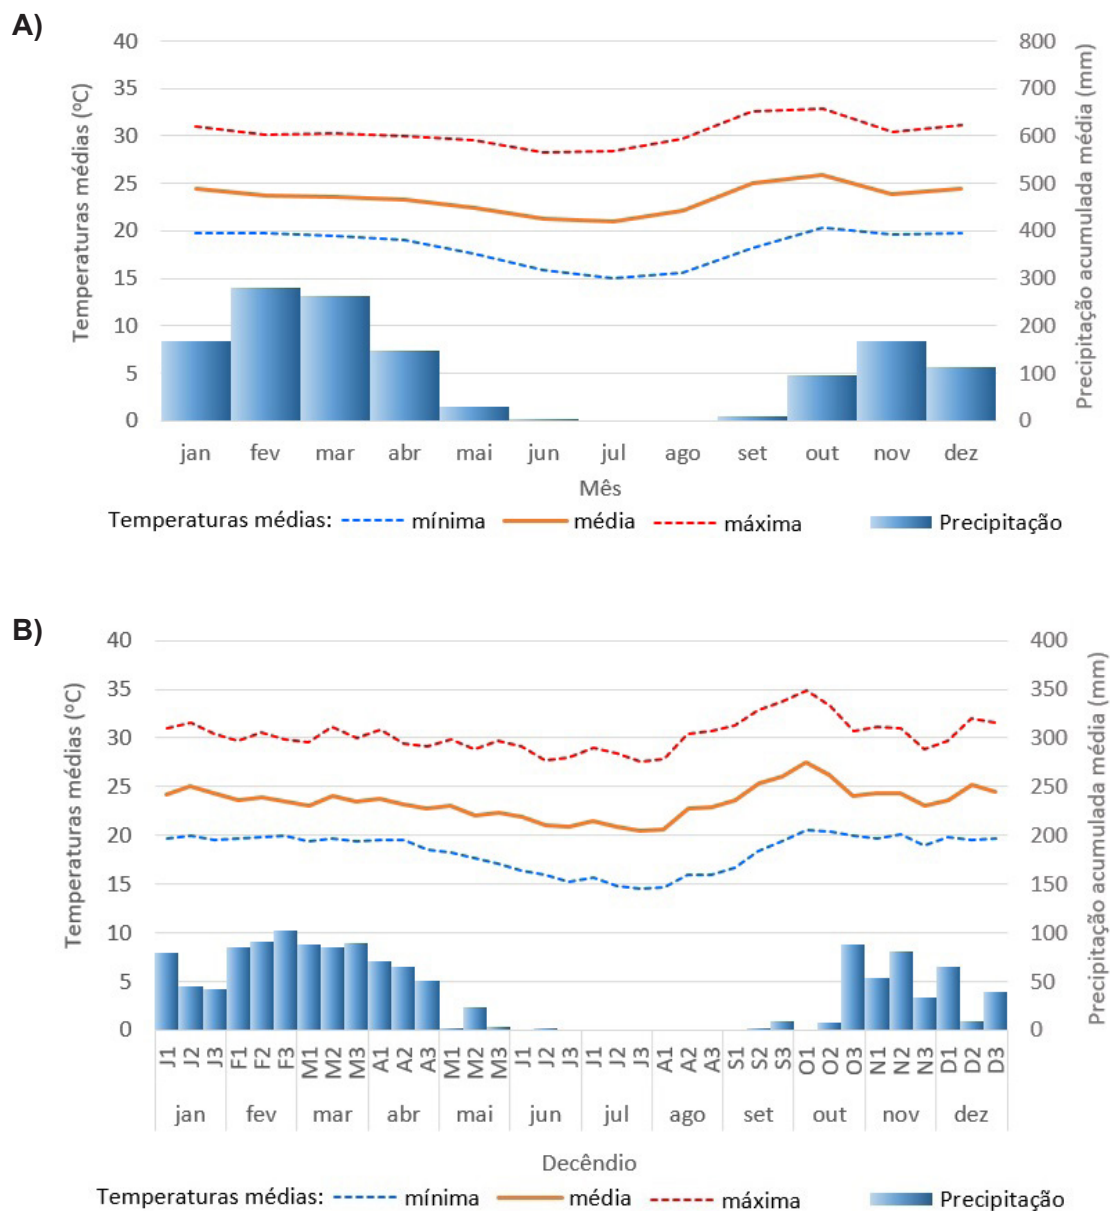 A)
Temperaturas médias (ºC)
Precipitação acumulada média (mm)
40
35
30
25
20
15
10
5
0
800
700
600
500
400
300
200
100
0
jan fev mar abr mai jun jul ago set out nov dez
Mês
Temperaturas médias: mínima média máxima Precipitação
B)
Temperaturas médias (ºC)
Precipitação acumulada média (mm)
40
35
30
25
20
15
10
5
0
400
350
300
250
200
150
100
50
0
J1 J2 J3 F1 F2 F3 M1 M2 M3 A1 A2 A3 M1 M2 M3 J1 J2 J3 J1 J2 J3 A1 A2 A3 S1 S2 S3 O1 O2 O3 N1 N2 N3 D1 D2 D3
jan fev mar abr mai jun jul ago set out nov dez
Decêndio
Temperaturas médias: mínima média máxima Precipitação